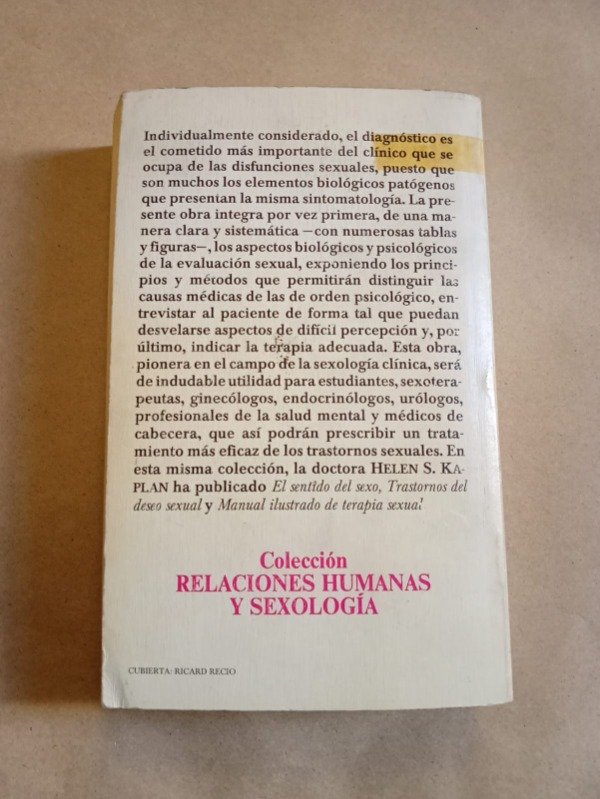 Individualmente considerado, el diagnóstico es
el cometido más importante del clínico que se
ocupa de las disfunciones sexuales, puesto que
son muchos los elementos biológicos patógenos
que presentan la misma sintomatología. La pre-
sente obra integra por vez primera, de una ma-
nera clara y sistemática —con numerosas tablas
y figuras—, los aspectos biológicos y psicológicos
de la evaluación sexual, exponiendo los princi-
pios y métodos que permitirán distinguir las
causas médicas de las de orden psicológico, en-
trevistar al paciente de forma tal que puedan
desvelarse aspectos de difícil percepción y, por
último, indicar la terapia adecuada. Esta obra,
pionera en el campo de la sexología clínica, será
de indudable utilidad para estudiantes, sexotera-
peutas, ginecólogos, endocrinólogos, urólogos,
profesionales de la salud mental y médicos de
cabecera, que así podrán prescribir un trata-
miento más eficaz de los trastornos sexuales. En
esta misma colección, la doctora HELEN S. KA-
PLAN ha publicado El sentido del sexo, Trastornos del
deseo sexual y Manual ilustrado de terapia sexual
Colección
RELACIONES HUMANAS
Y SEXOLOGÍA
CUBIERTA: RICARD RECIO